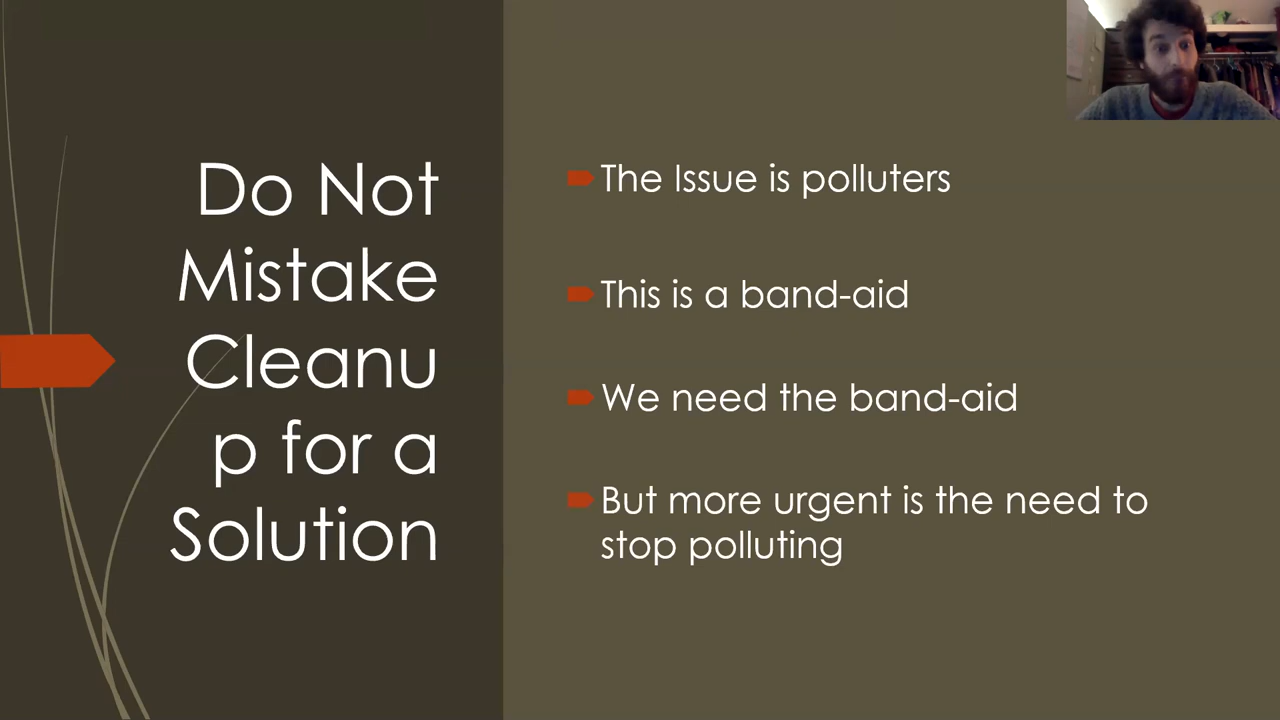 Do Not
Mistake
Cleanu
p for a
Solution
The Issue is polluters
This is a band-aid
We need the band-aid
But more urgent is the need to
stop polluting